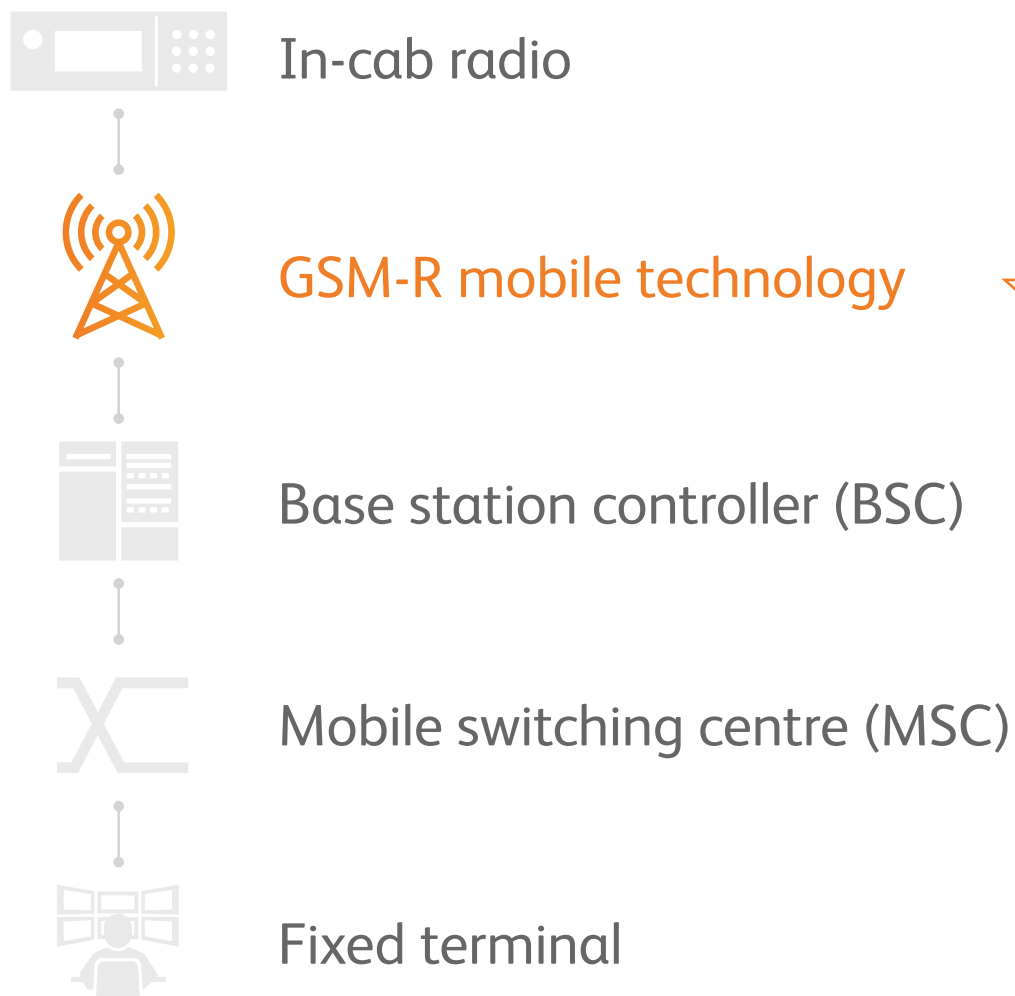 In-cab radio
GSM-R mobile technology
Base station controller (BSC)
Mobile switching centre (MSC)
Fixed terminal